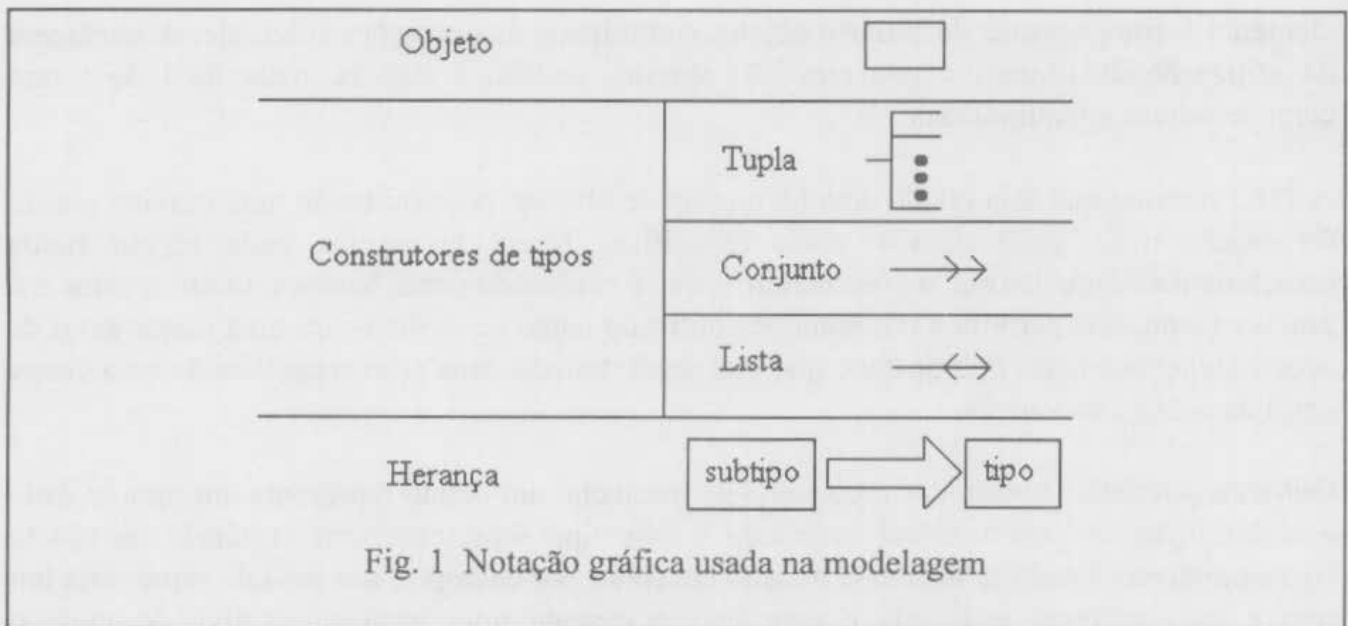 Objeto
Tupla
Construtores de tipos
Conjunto
Lista
Herança
subtipo
tipo
Fig. 1 Notação gráfica usada na modelagem